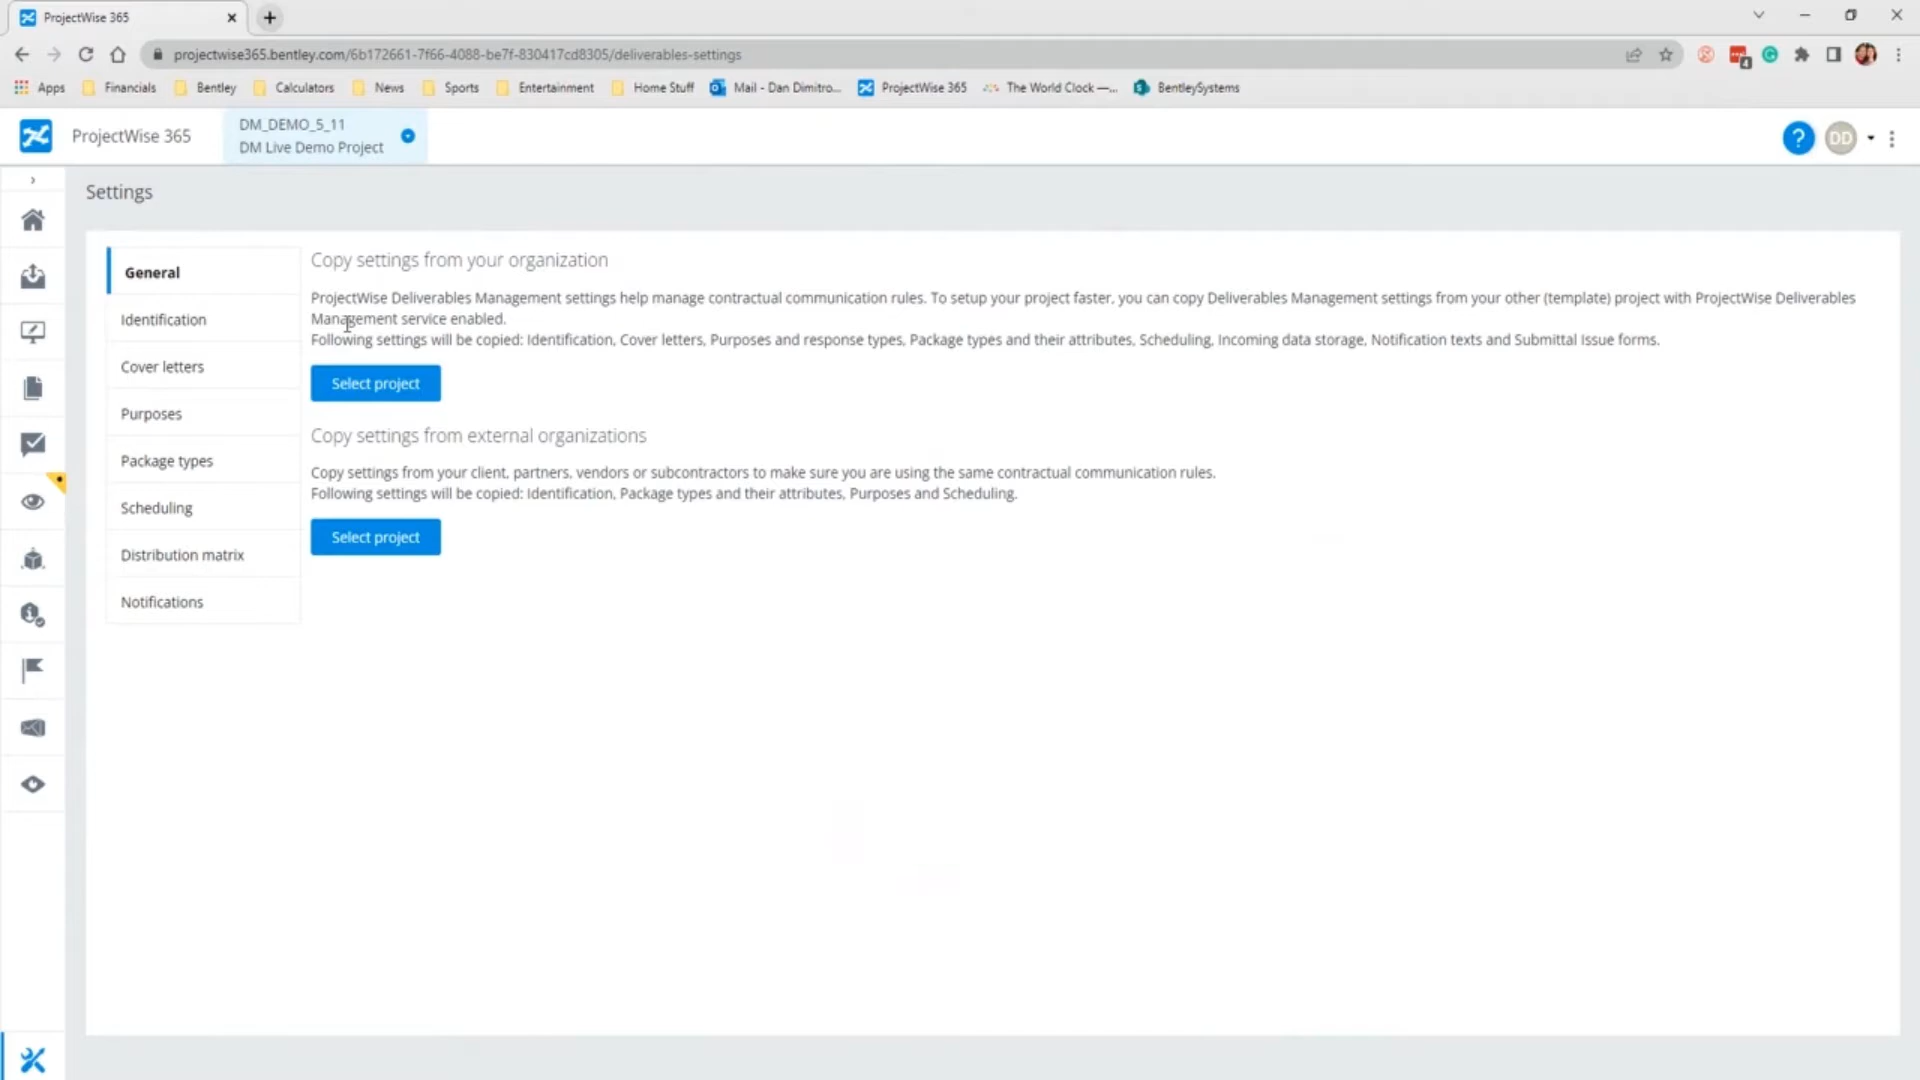 ProjectWise 365
projectwise365.bentley.com/6b172661-7f66-4088-be7f-830417cd8305/deliverables-settings
4
Apps Financials Bentley Calculators News Sports Entertainment Home Stuff Mail - Dan Dimitro... ProjectWise 365 The World Clock —... BentleySystems
ProjectWise 365
DM_DEMO_5_11
DM Live Demo Project
? DD
Settings
General
Identification
Cover letters
Purposes
Package types
Scheduling
Distribution matrix
Notifications
Copy settings from your organization
ProjectWise Deliverables Management settings help manage contractual communication rules. To setup your project faster, you can copy Deliverables Management settings from your other (template) project with ProjectWise Deliverables
Management service enabled.
Following settings will be copied: Identification, Cover letters, Purposes and response types, Package types and their attributes, Scheduling, Incoming data storage, Notification texts and Submittal Issue forms.
Select project
Copy settings from external organizations
Copy settings from your client, partners, vendors or subcontractors to make sure you are using the same contractual communication rules.
Following settings will be copied: Identification, Package types and their attributes, Purposes and Scheduling.
Select project